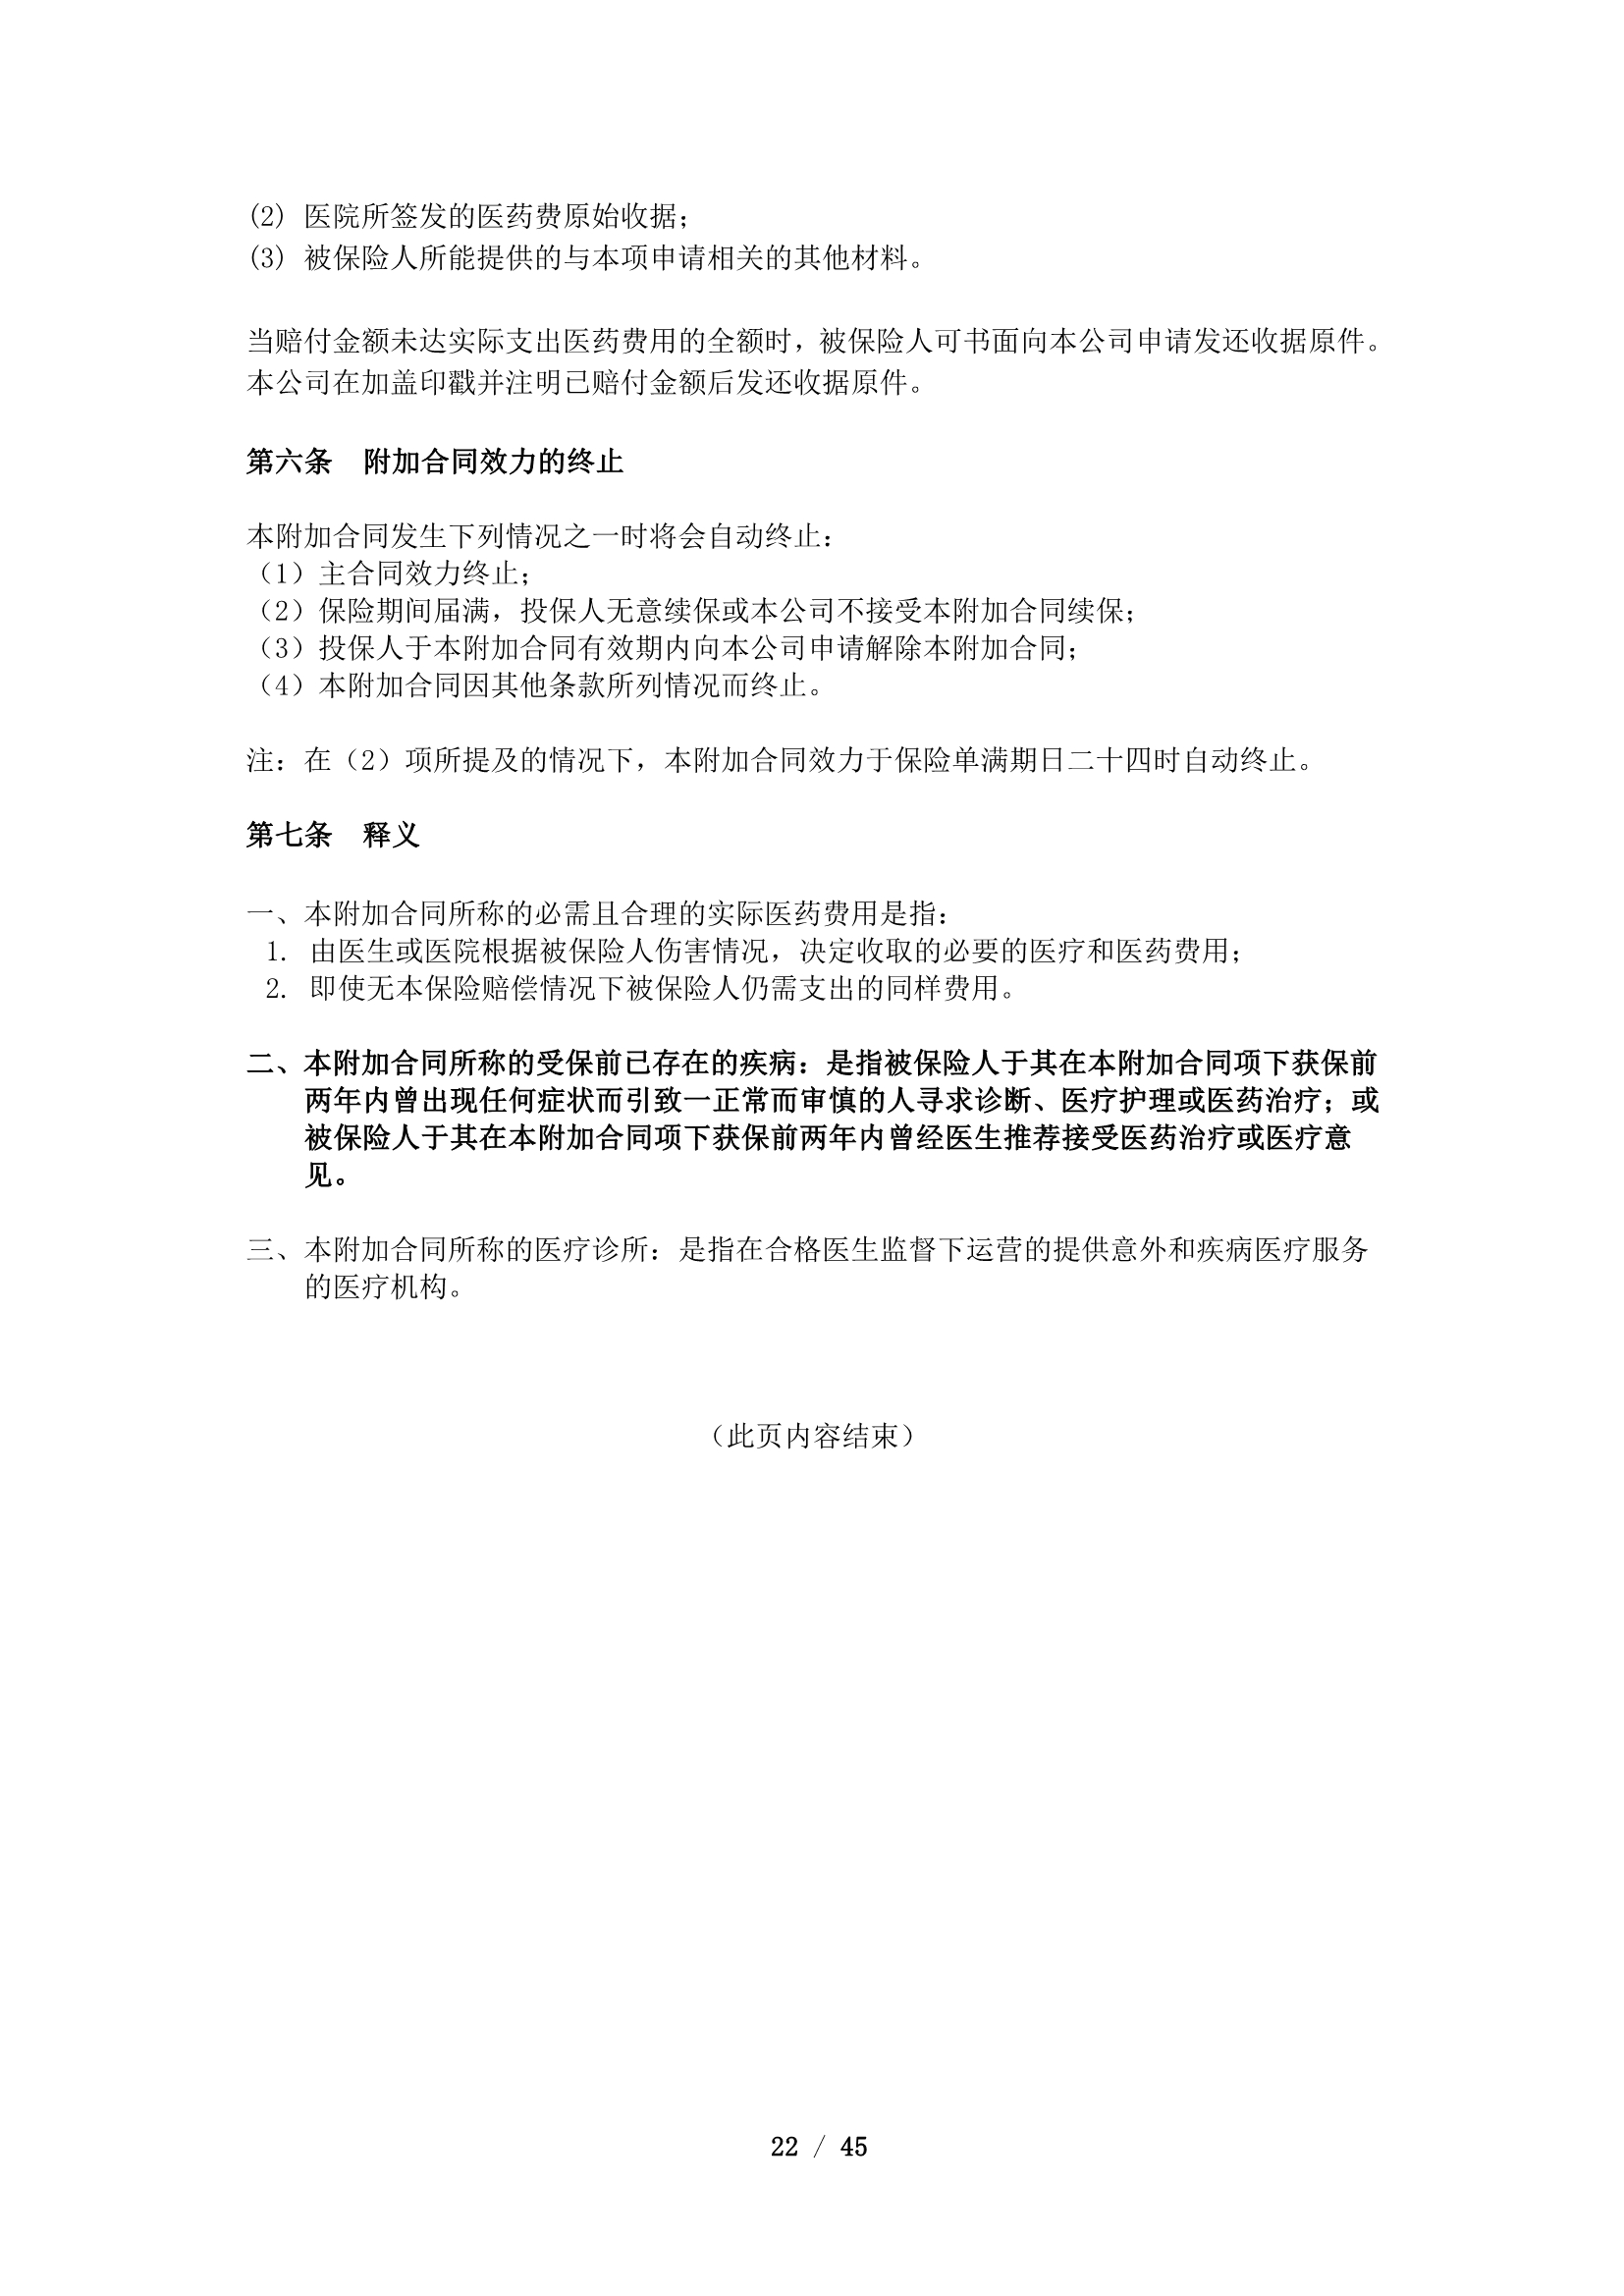 (2) 医院所签发的医药费原始收据；
(3) 被保险人所能提供的与本项申请相关的其他材料。
当赔付金额未达实际支出医药费用的全额时，被保险人可书面向本公司申请发还收据原件。
本公司在加盖印戳并注明已赔付金额后发还收据原件。
第六条　附加合同效力的终止
本附加合同发生下列情况之一时将会自动终止：
（1）主合同效力终止；
（2）保险期间届满，投保人无意续保或本公司不接受本附加合同续保；
（3）投保人于本附加合同有效期内向本公司申请解除本附加合同；
（4）本附加合同因其他条款所列情况而终止。
注：在（2）项所提及的情况下，本附加合同效力于保险单满期日二十四时自动终止。
第七条　释义
一、本附加合同所称的必需且合理的实际医药费用是指：
1. 由医生或医院根据被保险人伤害情况，决定收取的必要的医疗和医药费用；
2. 即使无本保险赔偿情况下被保险人仍需支出的同样费用。
二、本附加合同所称的受保前已存在的疾病：是指被保险人于其在本附加合同项下获保前
两年内曾出现任何症状而引致一正常而审慎的人寻求诊断、医疗护理或医药治疗；或
被保险人于其在本附加合同项下获保前两年内曾经医生推荐接受医药治疗或医疗意
见。
三、本附加合同所称的医疗诊所：是指在合格医生监督下运营的提供意外和疾病医疗服务
的医疗机构。
（此页内容结束）
22 / 45